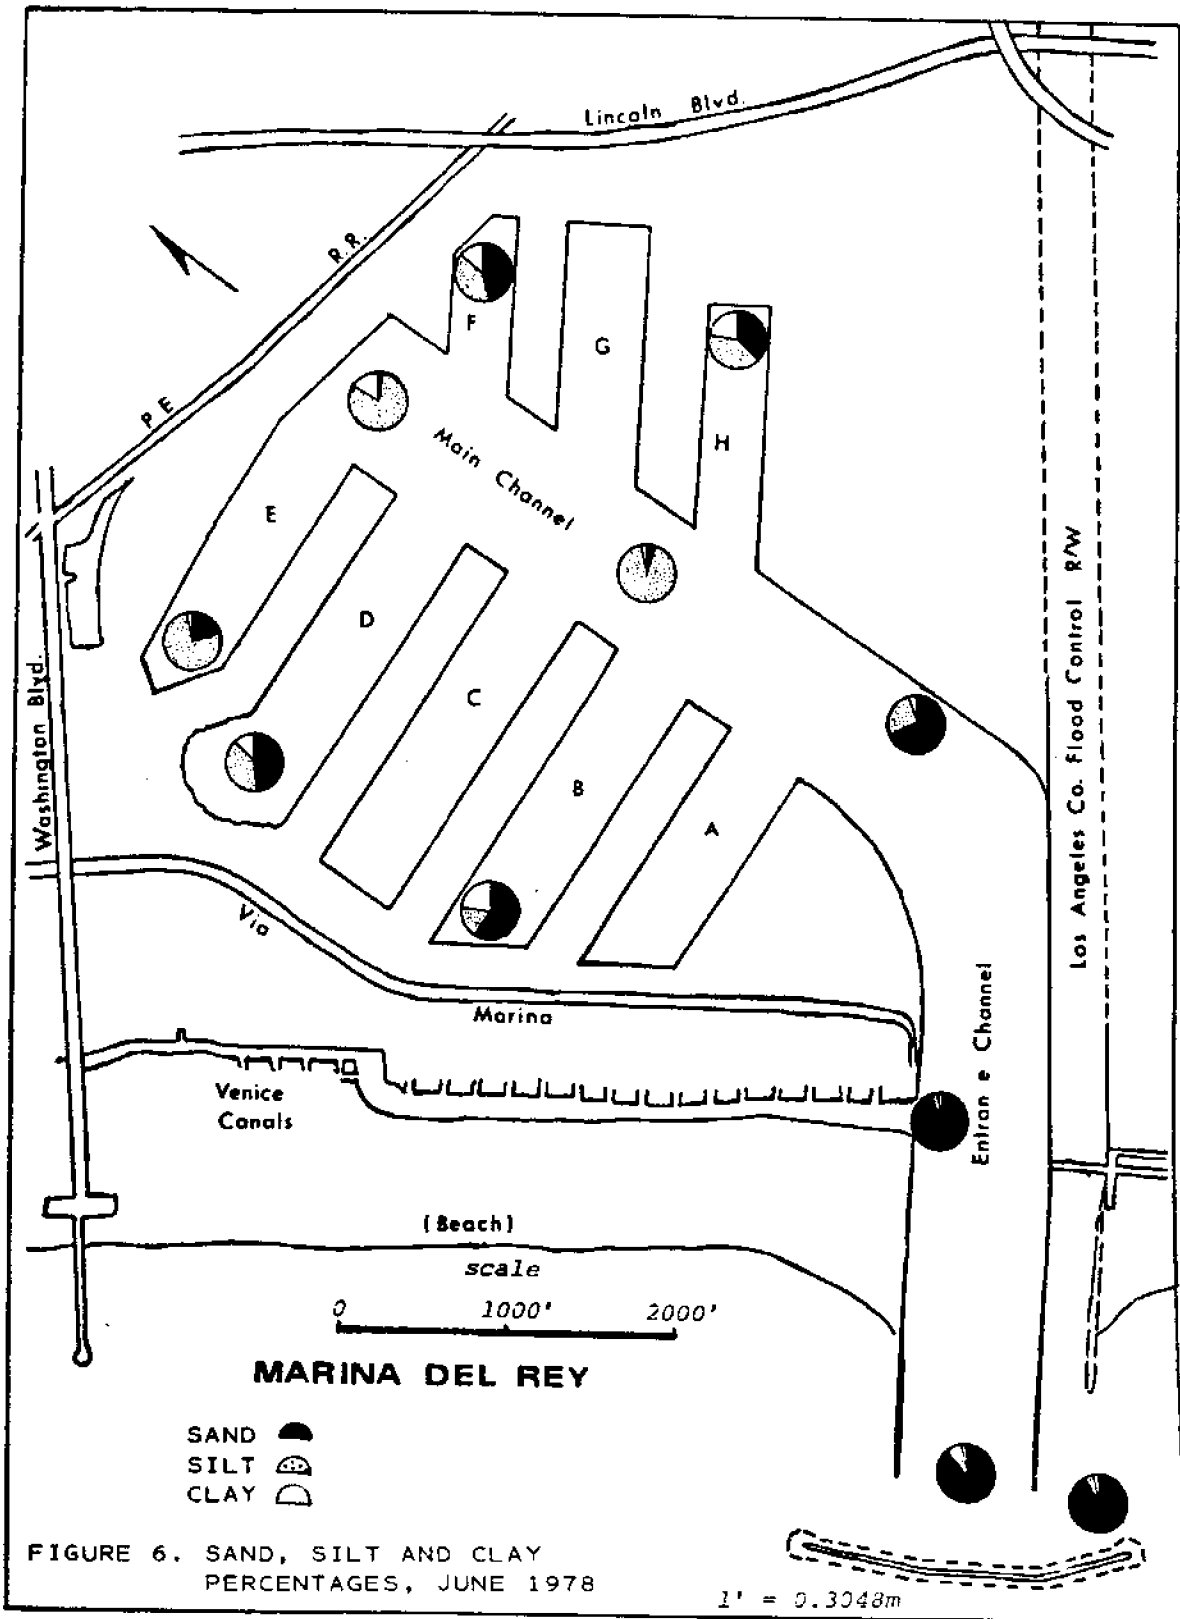 Lincoln Blvd.
R.R.
P E
F
G
H
Main Channel
E
D
C
B
A
Washington Blvd.
Los Angeles Co. Flood Control R/W
Via
Marina
Entran e Channel
Venice
Canals
(Beach)
scale
0 1000' 2000'
MARINA DEL REY
SAND
SILT
CLAY
FIGURE 6. SAND, SILT AND CLAY
PERCENTAGES, JUNE 1978
1' = 0.3048m